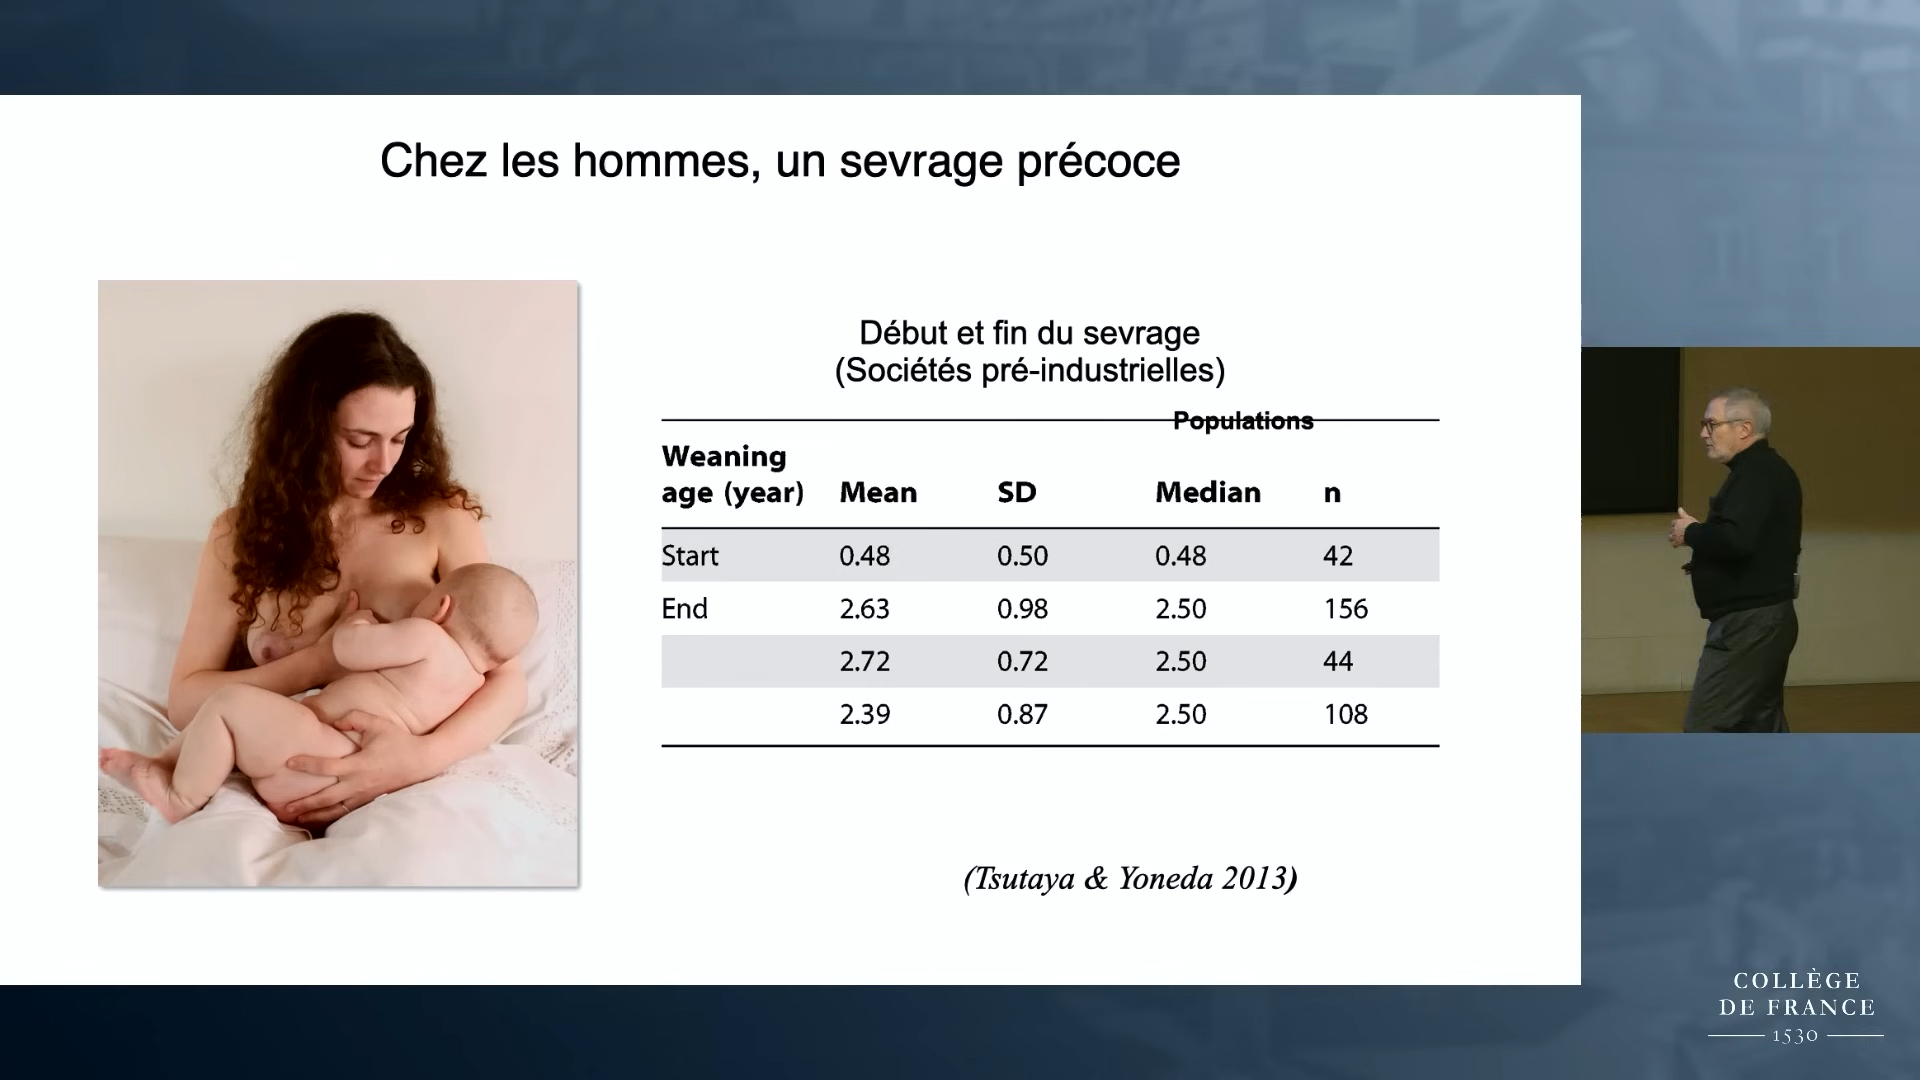 Chez les hommes, un sevrage précoce
Début et fin du sevrage
(Sociétés pré-industrielles)
Populations
Weaning
age (year) Mean SD Median n
Start 0.48 0.50 0.48 42
End 2.63 0.98 2.50 156
2.72 0.72 2.50 44
2.39 0.87 2.50 108
(Tsutaya & Yoneda 2013)
COLLÈGE
DE FRANCE
1530